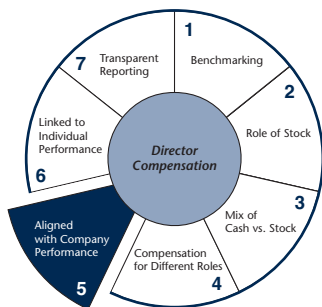 1
Benchmarking
2
Role of Stock
3
Mix of
Cash vs. Stock
4
Compensation
for Different Roles
5
Aligned
with Company
Performance
6
Linked to
Individual
Performance
7
Transparent
Reporting
Director
Compensation